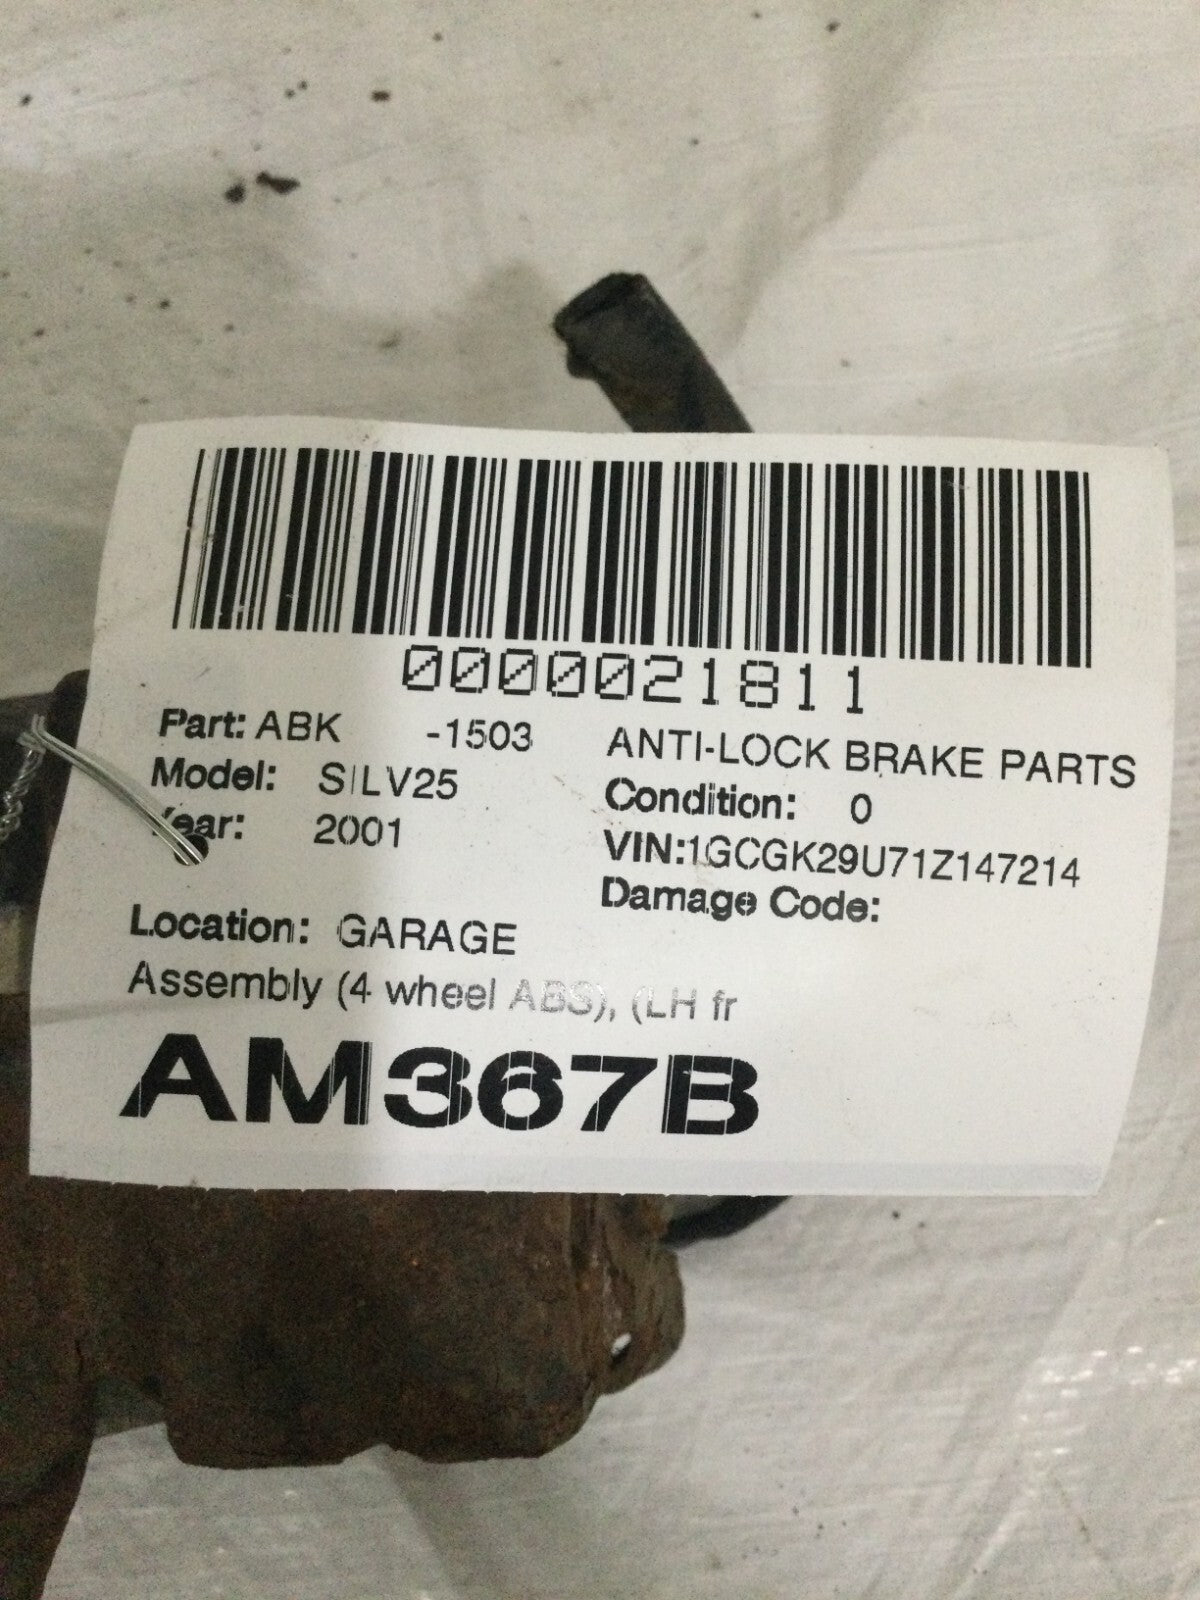 0000021811
Part: ABK -1503 ANTI-LOCK BRAKE PARTS
Model: SILV25 Condition: 0
Year: 2001 VIN:1GCGK29U71Z147214
Damage Code:
Location: GARAGE
Assembly (4 wheel ABS), (LH fr
AM367B